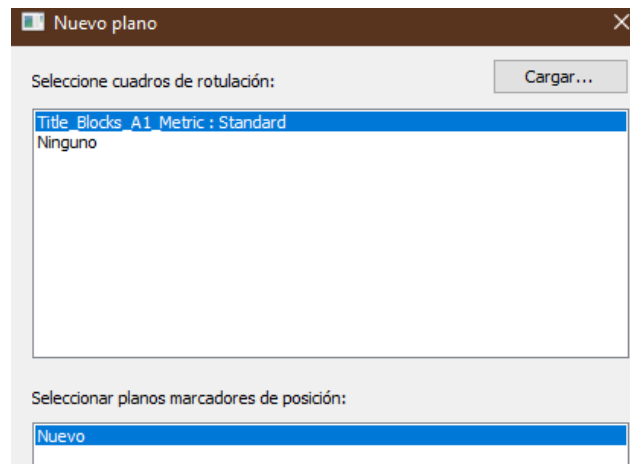 Nuevo plano
Seleccione cuadros de rotulación:
Cargar...
Title_Blocks_A1_Metric : Standard
Ninguno
Seleccionar planos marcadores de posición:
Nuevo